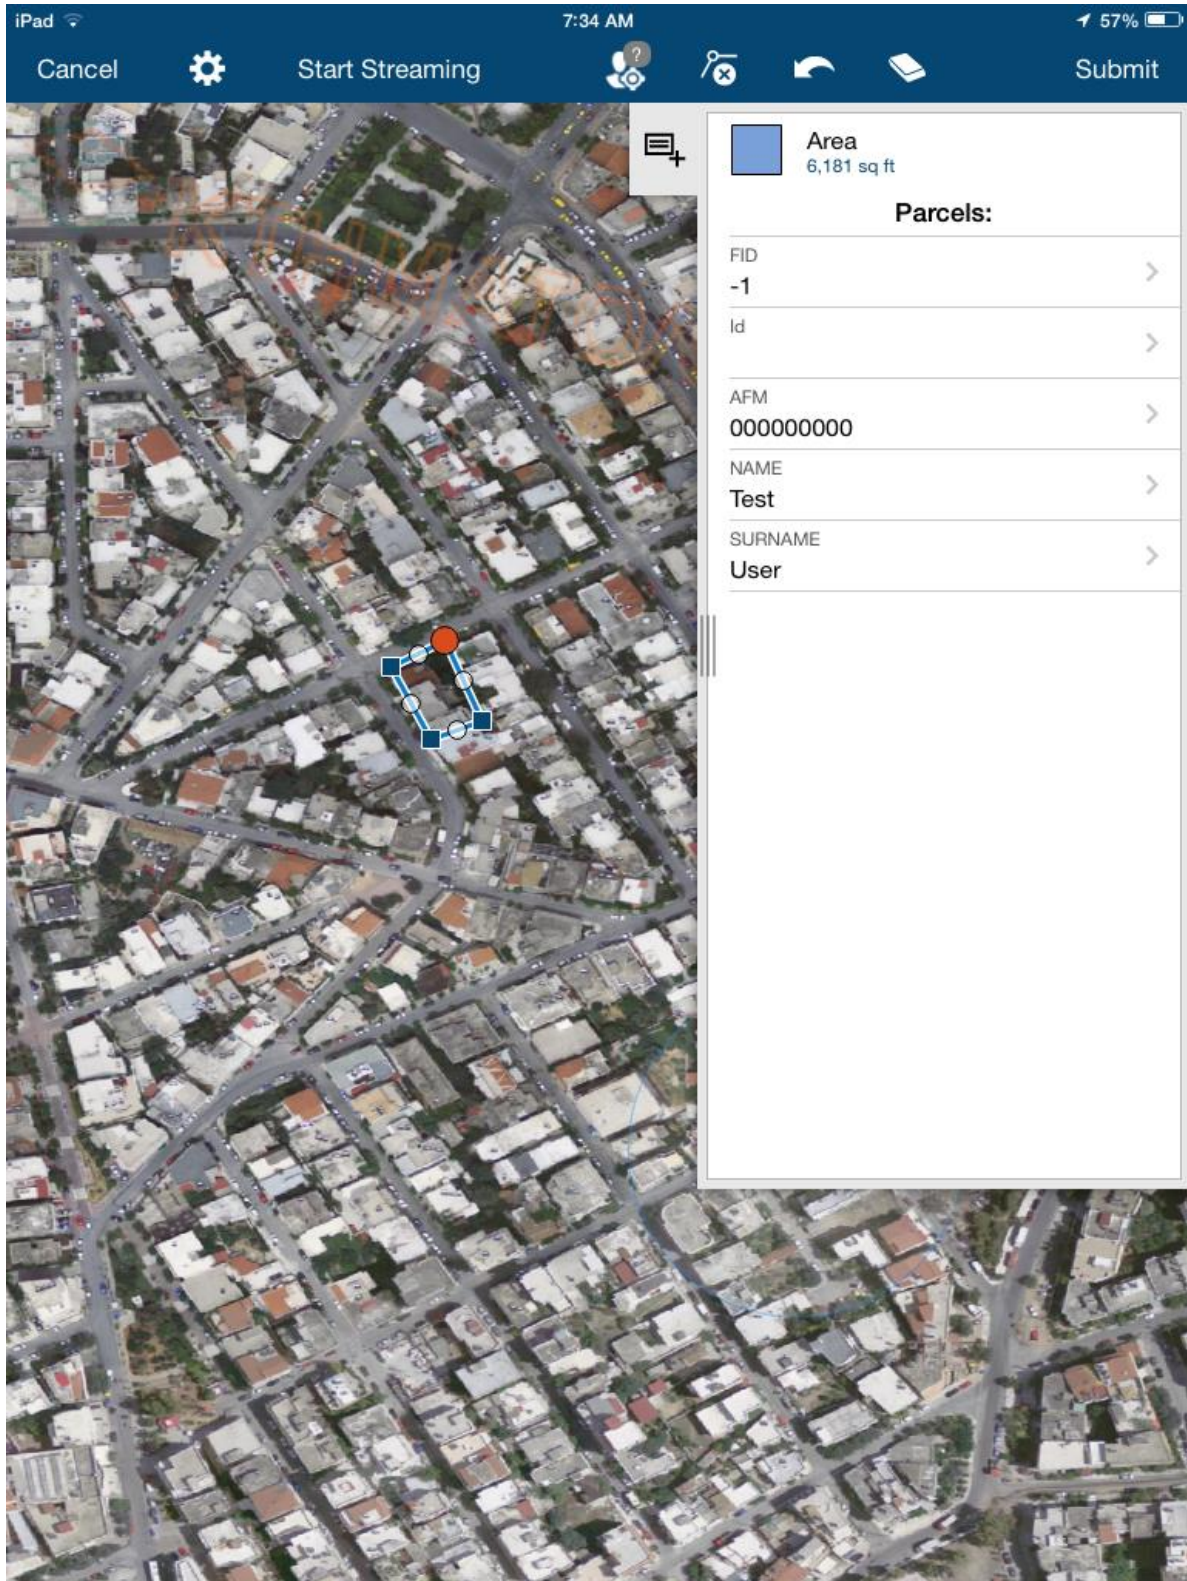 iPad 7:34 AM 57%
Cancel Start Streaming ? Submit
Area
6,181 sq ft
Parcels:
FID
-1
Id
AFM
000000000
NAME
Test
SURNAME
User